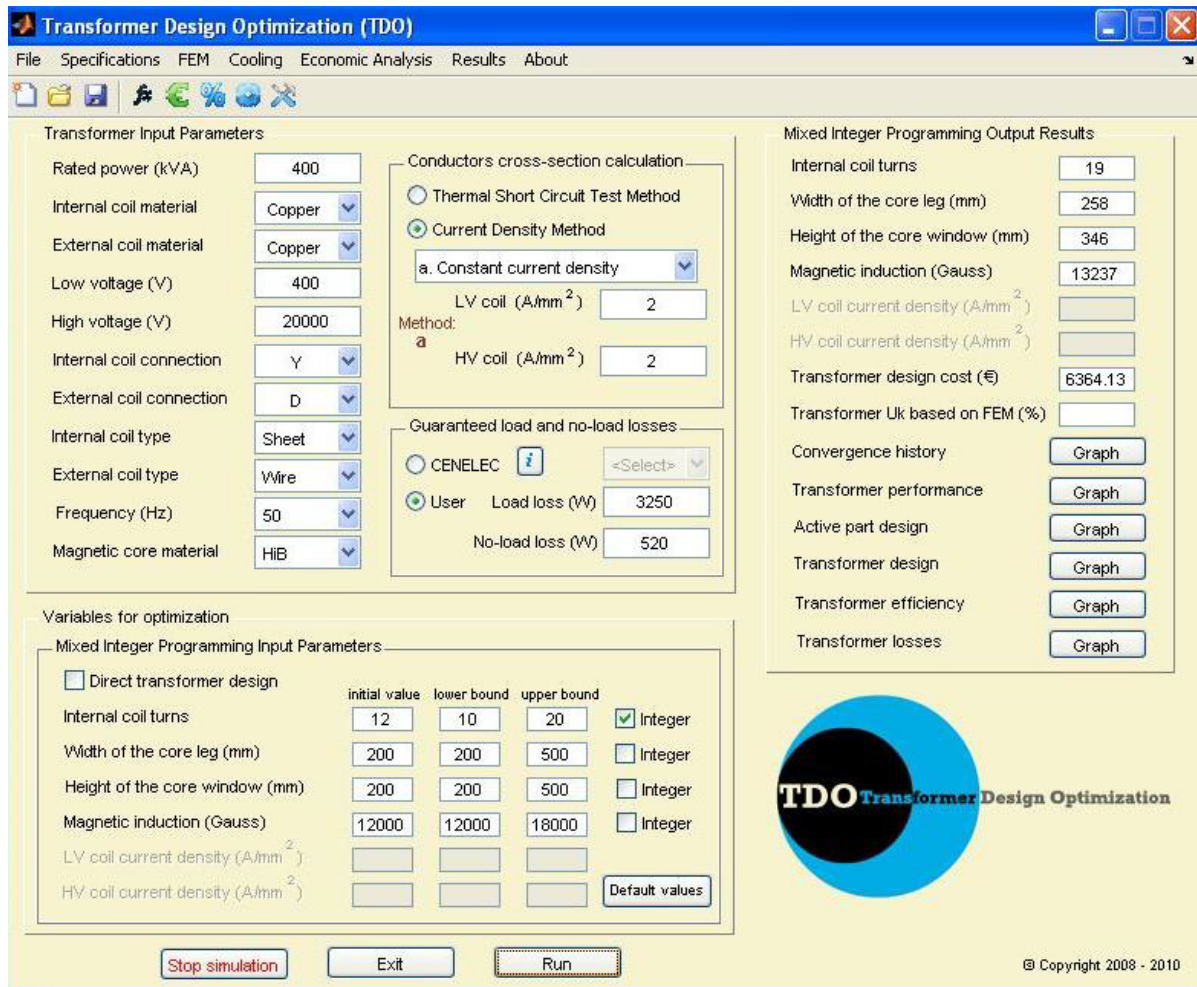 Transformer Design Optimization (TDO)
File Specifications FEM Cooling Economic Analysis Results About
Transformer Input Parameters
Rated power (kVA) 400
Internal coil material Copper
External coil material Copper
Low voltage (V) 400
High voltage (V) 20000
Internal coil connection Y
External coil connection D
Internal coil type Sheet
External coil type Wire
Frequency (Hz) 50
Magnetic core material HiB
Conductors cross-section calculation
Thermal Short Circuit Test Method
Current Density Method
a. Constant current density
LV coil (A/mm²) 2
Method:
a
HV coil (A/mm²) 2
Guaranteed load and no-load losses
CENELEC i <Select>
User Load loss (W) 3250
No-load loss (W) 520
Mixed Integer Programming Output Results
Internal coil turns 19
Width of the core leg (mm) 258
Height of the core window (mm) 346
Magnetic induction (Gauss) 13237
LV coil current density (A/mm²)
HV coil current density (A/mm²)
Transformer design cost (€) 6364.13
Transformer Uk based on FEM (%)
Convergence history Graph
Transformer performance Graph
Active part design Graph
Transformer design Graph
Transformer efficiency Graph
Transformer losses Graph
Variables for optimization
Mixed Integer Programming Input Parameters
Direct transformer design
initial value lower bound upper bound
Internal coil turns 12 10 20 Integer
Width of the core leg (mm) 200 200 500 Integer
Height of the core window (mm) 200 200 500 Integer
Magnetic induction (Gauss) 12000 12000 18000 Integer
LV coil current density (A/mm²)
HV coil current density (A/mm²) Default values
TDO Transformer Design Optimization
Stop simulation Exit Run
© Copyright 2008 - 2010